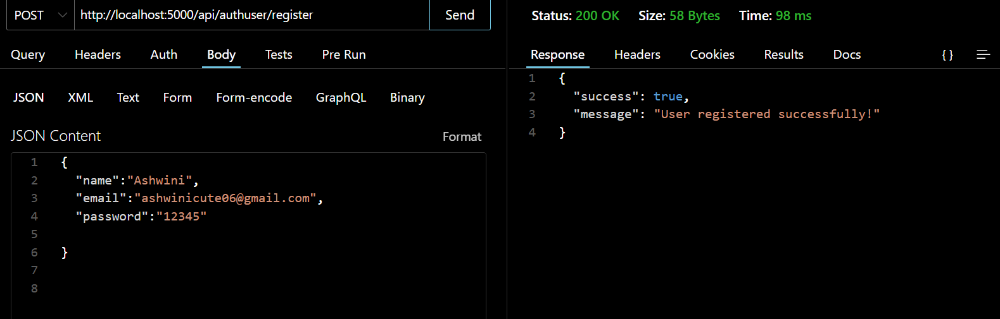 POST http://localhost:5000/api/authuser/register Send
Query Headers Auth Body Tests Pre Run
JSON XML Text Form Form-encode GraphQL Binary
JSON Content Format
1 {
2 "name":"Ashwini",
3 "email":"ashwinicute06@gmail.com",
4 "password":"12345"
5
6 }
7
8
Status: 200 OK Size: 58 Bytes Time: 98 ms
Response Headers Cookies Results Docs { }
1 {
2 "success": true,
3 "message": "User registered successfully!"
4 }